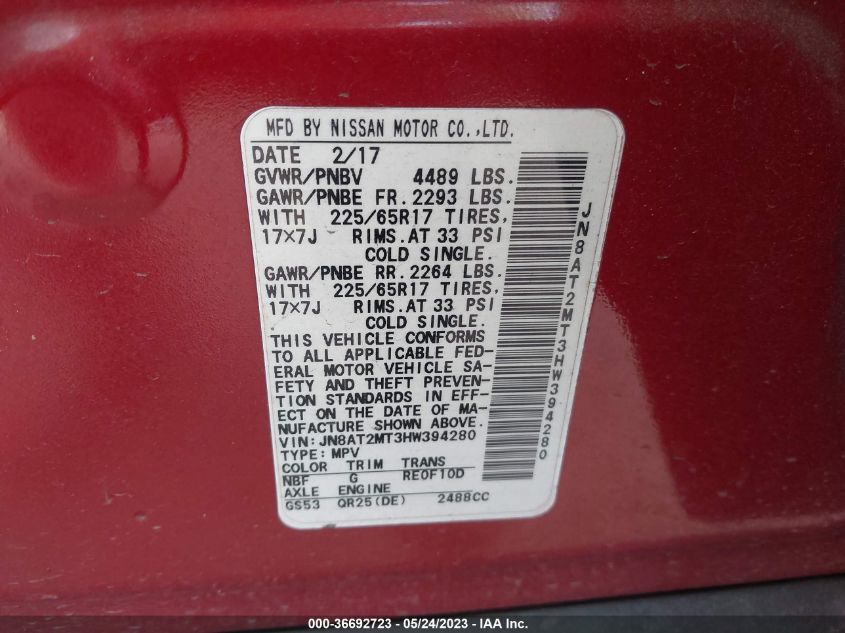 MFD BY NISSAN MOTOR CO.,LTD.
DATE 2/17
GVWR/PNBV 4489 LBS.
GAWR/PNBE FR. 2293 LBS.
WITH 225/65R17 TIRES,
17×7J RIMS.AT 33 PSI
COLD SINGLE.
GAWR/PNBE RR. 2264 LBS.
WITH 225/65R17 TIRES,
17×7J RIMS.AT 33 PSI
COLD SINGLE.
THIS VEHICLE CONFORMS
TO ALL APPLICABLE FED-
ERAL MOTOR VEHICLE SA-
FETY AND THEFT PREVEN-
TION STANDARDS IN EFF-
ECT ON THE DATE OF MA-
NUFACTURE SHOWN ABOVE.
VIN:JN8AT2MT3HW394280
TYPE:MPV
COLOR TRIM TRANS
NBF G RE0F10D
AXLE ENGINE
GS53 QR25(DE) 2488CC
JN8AT2MT3HW394280
000-36692723 - 05/24/2023 - IAA Inc.